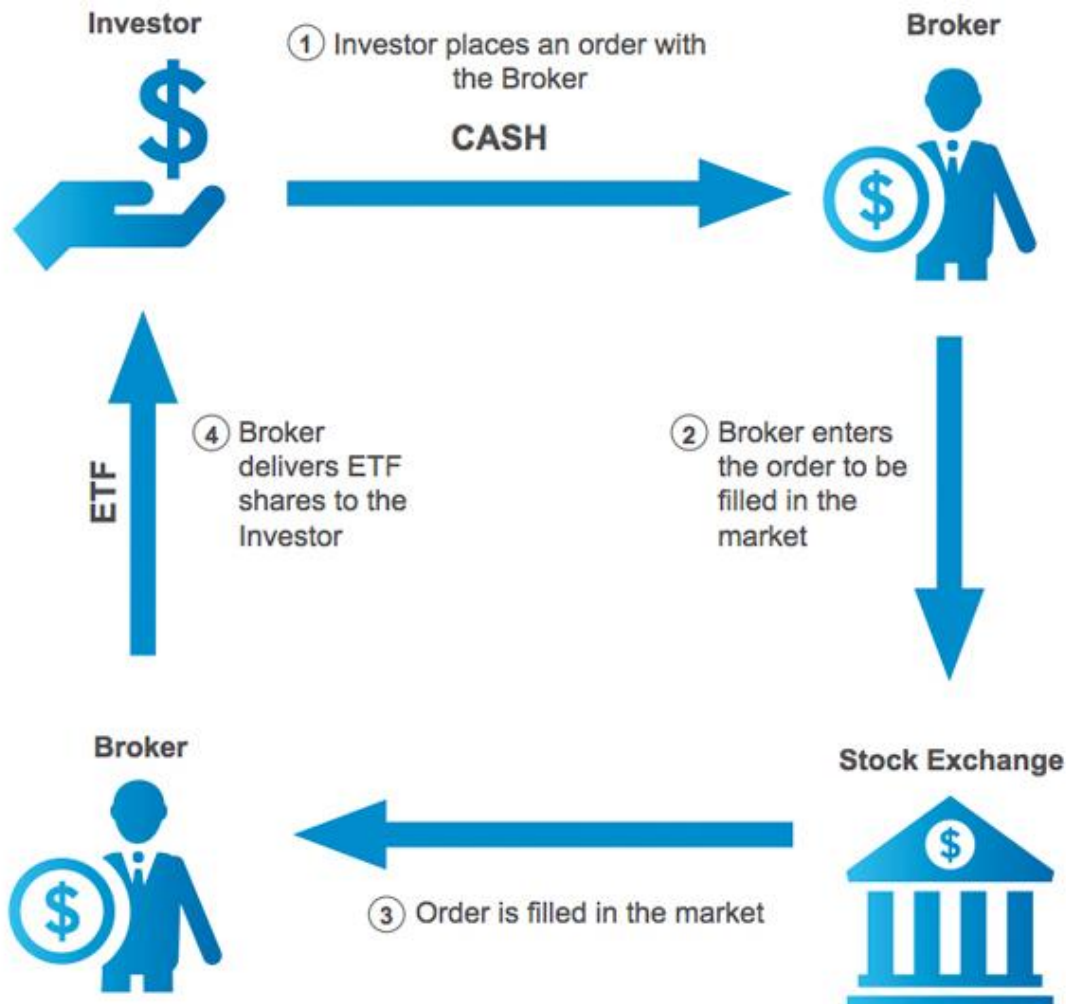 Investor
① Investor places an order with
the Broker
CASH
Broker
$
$
② Broker enters
the order to be
filled in the
market
④ Broker
delivers ETF
shares to the
Investor
ETF
Broker
$
Stock Exchange
$
③ Order is filled in the market